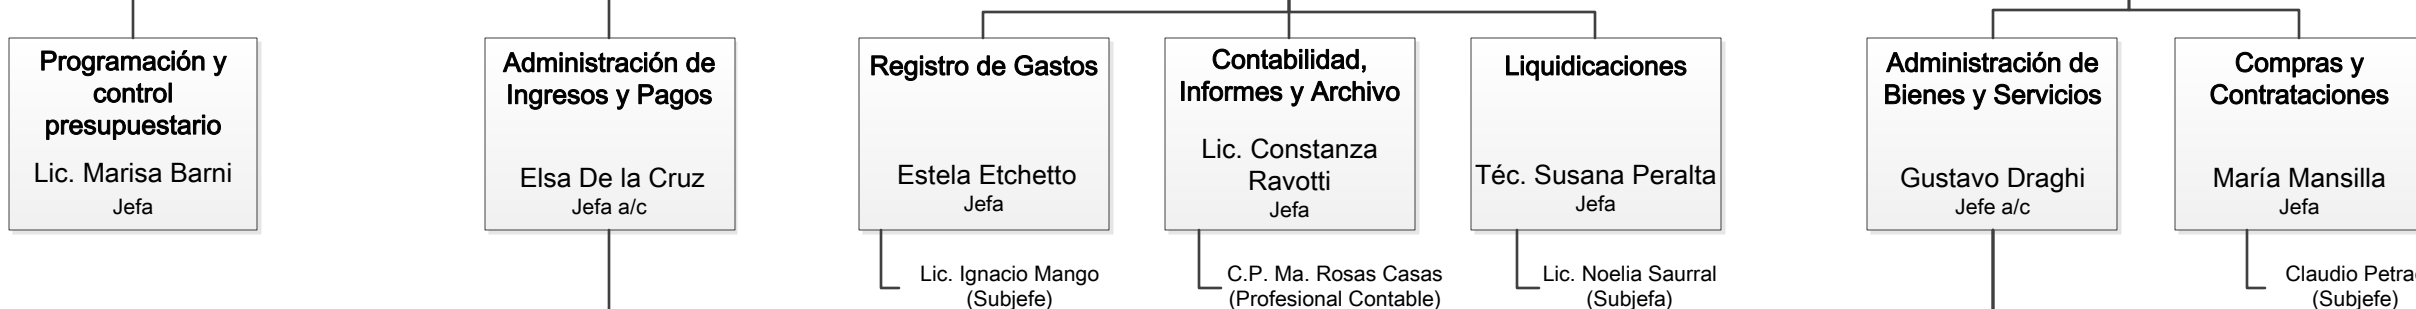 Programación y
control
presupuestario
Lic. Marisa Barni
Jefa
Administración de
Ingresos y Pagos
Elsa De la Cruz
Jefa a/c
Registro de Gastos
Estela Etchetto
Jefa
Lic. Ignacio Mango
(Subjefe)
Contabilidad,
Informes y Archivo
Lic. Constanza
Ravotti
Jefa
C.P. Ma. Rosas Casas
(Profesional Contable)
Liquidicaciones
Téc. Susana Peralta
Jefa
Lic. Noelia Saurral
(Subjefa)
Administración de
Bienes y Servicios
Gustavo Draghi
Jefe a/c
Compras y
Contrataciones
María Mansilla
Jefa
Claudio
(Subjefe)